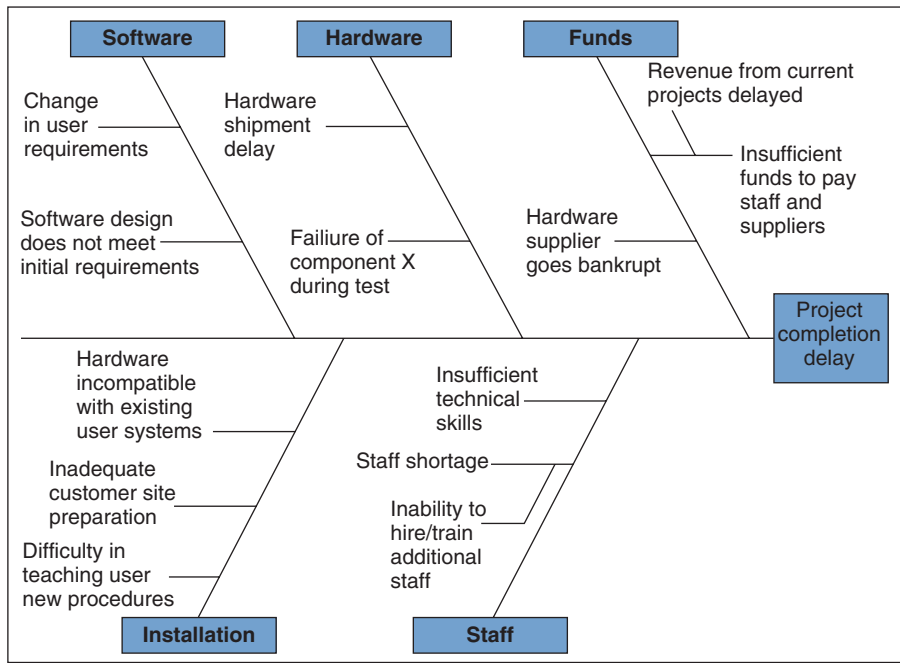 Software
Hardware
Funds
Change
in user
requirements
Software design
does not meet
initial requirements
Hardware
shipment
delay
Failiure of
component X
during test
Revenue from current
projects delayed
Insufficient
funds to pay
staff and
suppliers
Hardware
supplier
goes bankrupt
Project
completion
delay
Hardware
incompatible
with existing
user systems
Inadequate
customer site
preparation
Difficulty in
teaching user
new procedures
Insufficient
technical
skills
Staff shortage
Inability to
hire/train
additional
staff
Installation
Staff